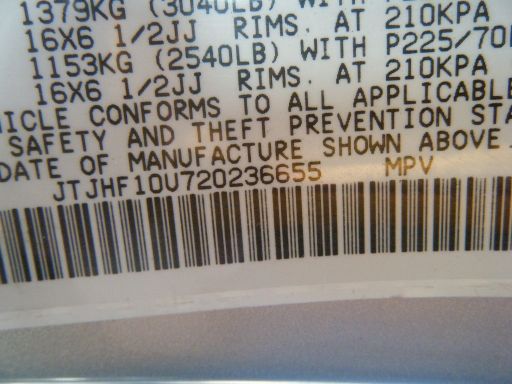 1379KG (3040LB) WITH
16X6 1/2JJ RIMS. AT 210KPA
1153KG (2540LB) WITH P225/70
16X6 1/2JJ RIMS. AT 210KPA
HICLE CONFORMS TO ALL APPLICABLE
SAFETY AND THEFT PREVENTION STA
DATE OF MANUFACTURE SHOWN ABOVE.
JTJHF10U720236655 MPV